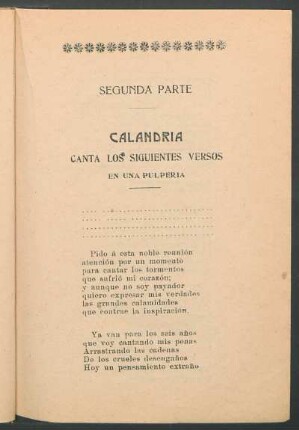 SEGUNDA PARTE
CALANDRIA
CANTA LOS SIGUIENTES VERSOS
EN UNA PULPERIA
Pido á esta noble reunión
atención por un momento
para cantar los tormentos
que sufrió mi corazón;
y aunque no soy payador
quiero expresar mis verdades
las grandes calamidades
que contrae la inspiración.
Ya van para los seis años
que voy cantando mis penas
Arrastrando las cadenas
De los crueles desengaños
Hoy un pensamiento extraño